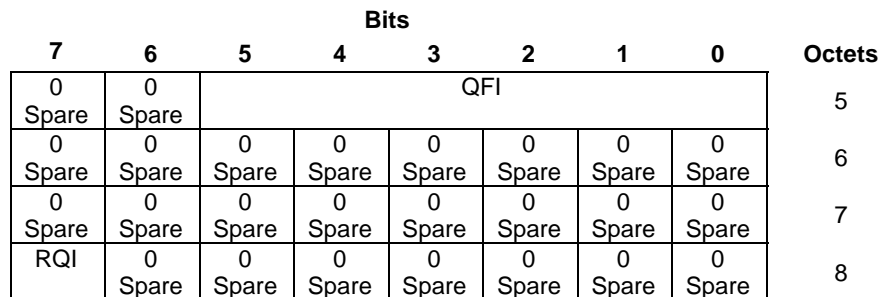 Bits
7 6 5 4 3 2 1 0 Octets
0 0 QFI 5
Spare Spare
0 0 0 0 0 0 0 0 6
Spare Spare Spare Spare Spare Spare Spare Spare
0 0 0 0 0 0 0 0 7
Spare Spare Spare Spare Spare Spare Spare Spare
RQI 0 0 0 0 0 0 0 8
Spare Spare Spare Spare Spare Spare Spare